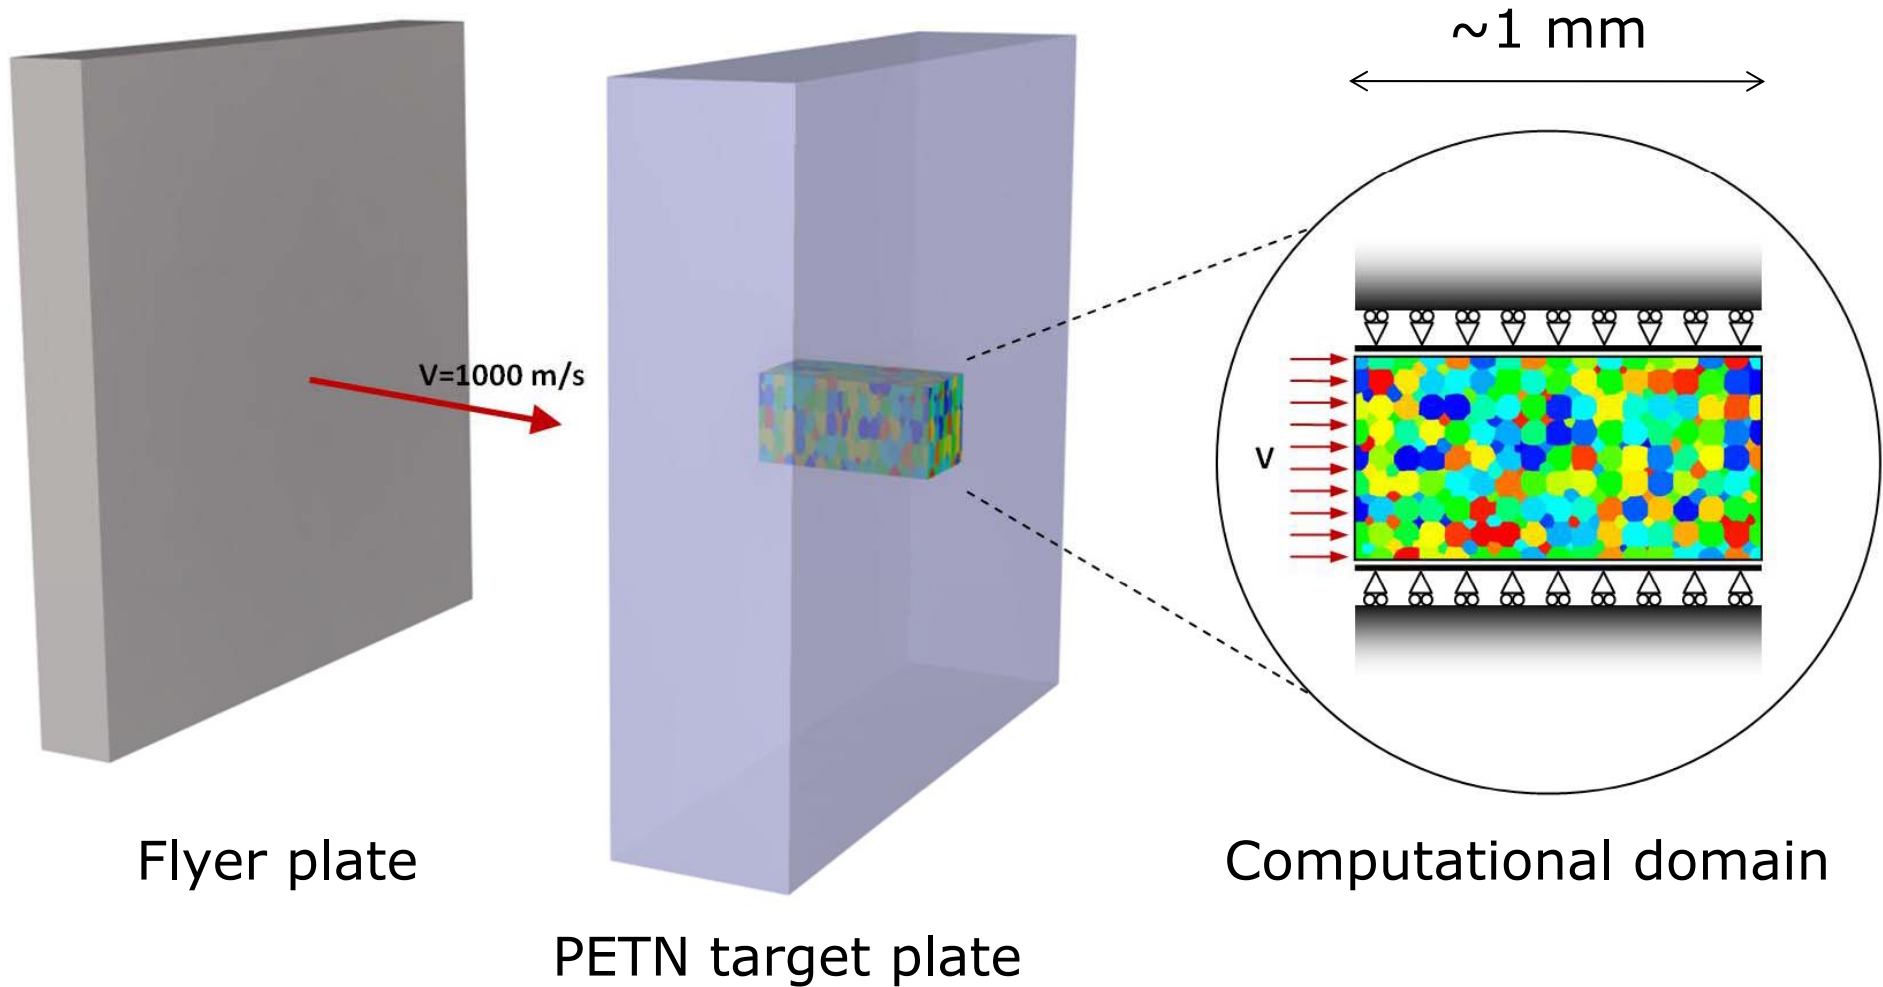 ~1 mm
V=1000 m/s
V
Flyer plate
Computational domain
PETN target plate